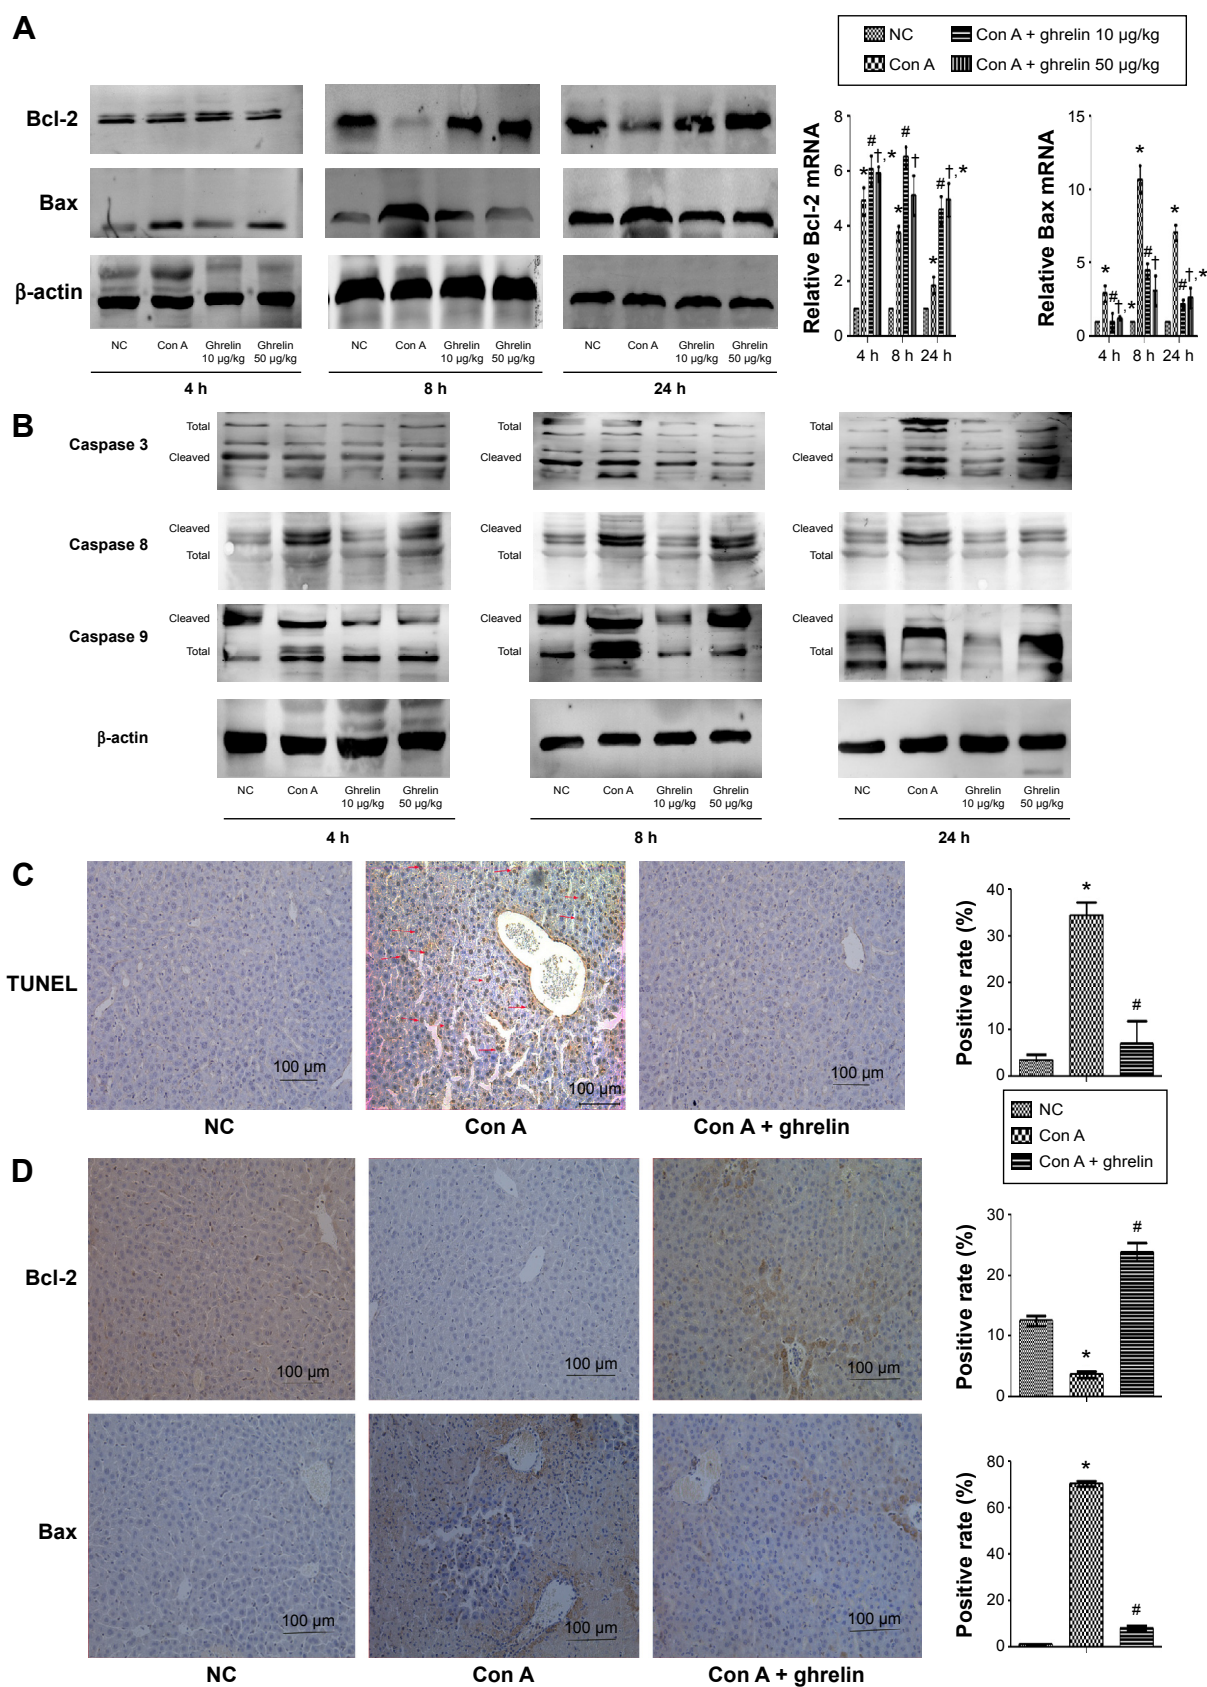 A
NC
Con A + ghrelin 10 µg/kg
Con A
Con A + ghrelin 50 µg/kg
Bcl-2
Bax
β-actin
NC
Con A
Ghrelin
10 µg/kg
Ghrelin
50 µg/kg
4 h
NC
Con A
Ghrelin
10 µg/kg
Ghrelin
50 µg/kg
8 h
NC
Con A
Ghrelin
10 µg/kg
Ghrelin
50 µg/kg
24 h
Relative Bcl-2 mRNA
8
6
4
2
0
* # †,* * # † * # †,*
4 h 8 h 24 h
Relative Bax mRNA
15
10
5
0
* # †,* * # † * # †,*
4 h 8 h 24 h
B
Caspase 3
Total
Cleaved
Total
Cleaved
Total
Cleaved
Caspase 8
Cleaved
Total
Cleaved
Total
Cleaved
Total
Caspase 9
Cleaved
Total
Cleaved
Total
Cleaved
Total
β-actin
NC
Con A
Ghrelin
10 µg/kg
Ghrelin
50 µg/kg
4 h
NC
Con A
Ghrelin
10 µg/kg
Ghrelin
50 µg/kg
8 h
NC
Con A
Ghrelin
10 µg/kg
Ghrelin
50 µg/kg
24 h
C
TUNEL
100 µm
100 µm
100 µm
NC
Con A
Con A + ghrelin
Positive rate (%)
40
30
20
10
0
*
#
NC
Con A
Con A + ghrelin
D
Bcl-2
100 µm
100 µm
100 µm
Positive rate (%)
30
20
10
0
*
#
Bax
100 µm
100 µm
100 µm
NC
Con A
Con A + ghrelin
Positive rate (%)
80
60
40
20
0
*
#